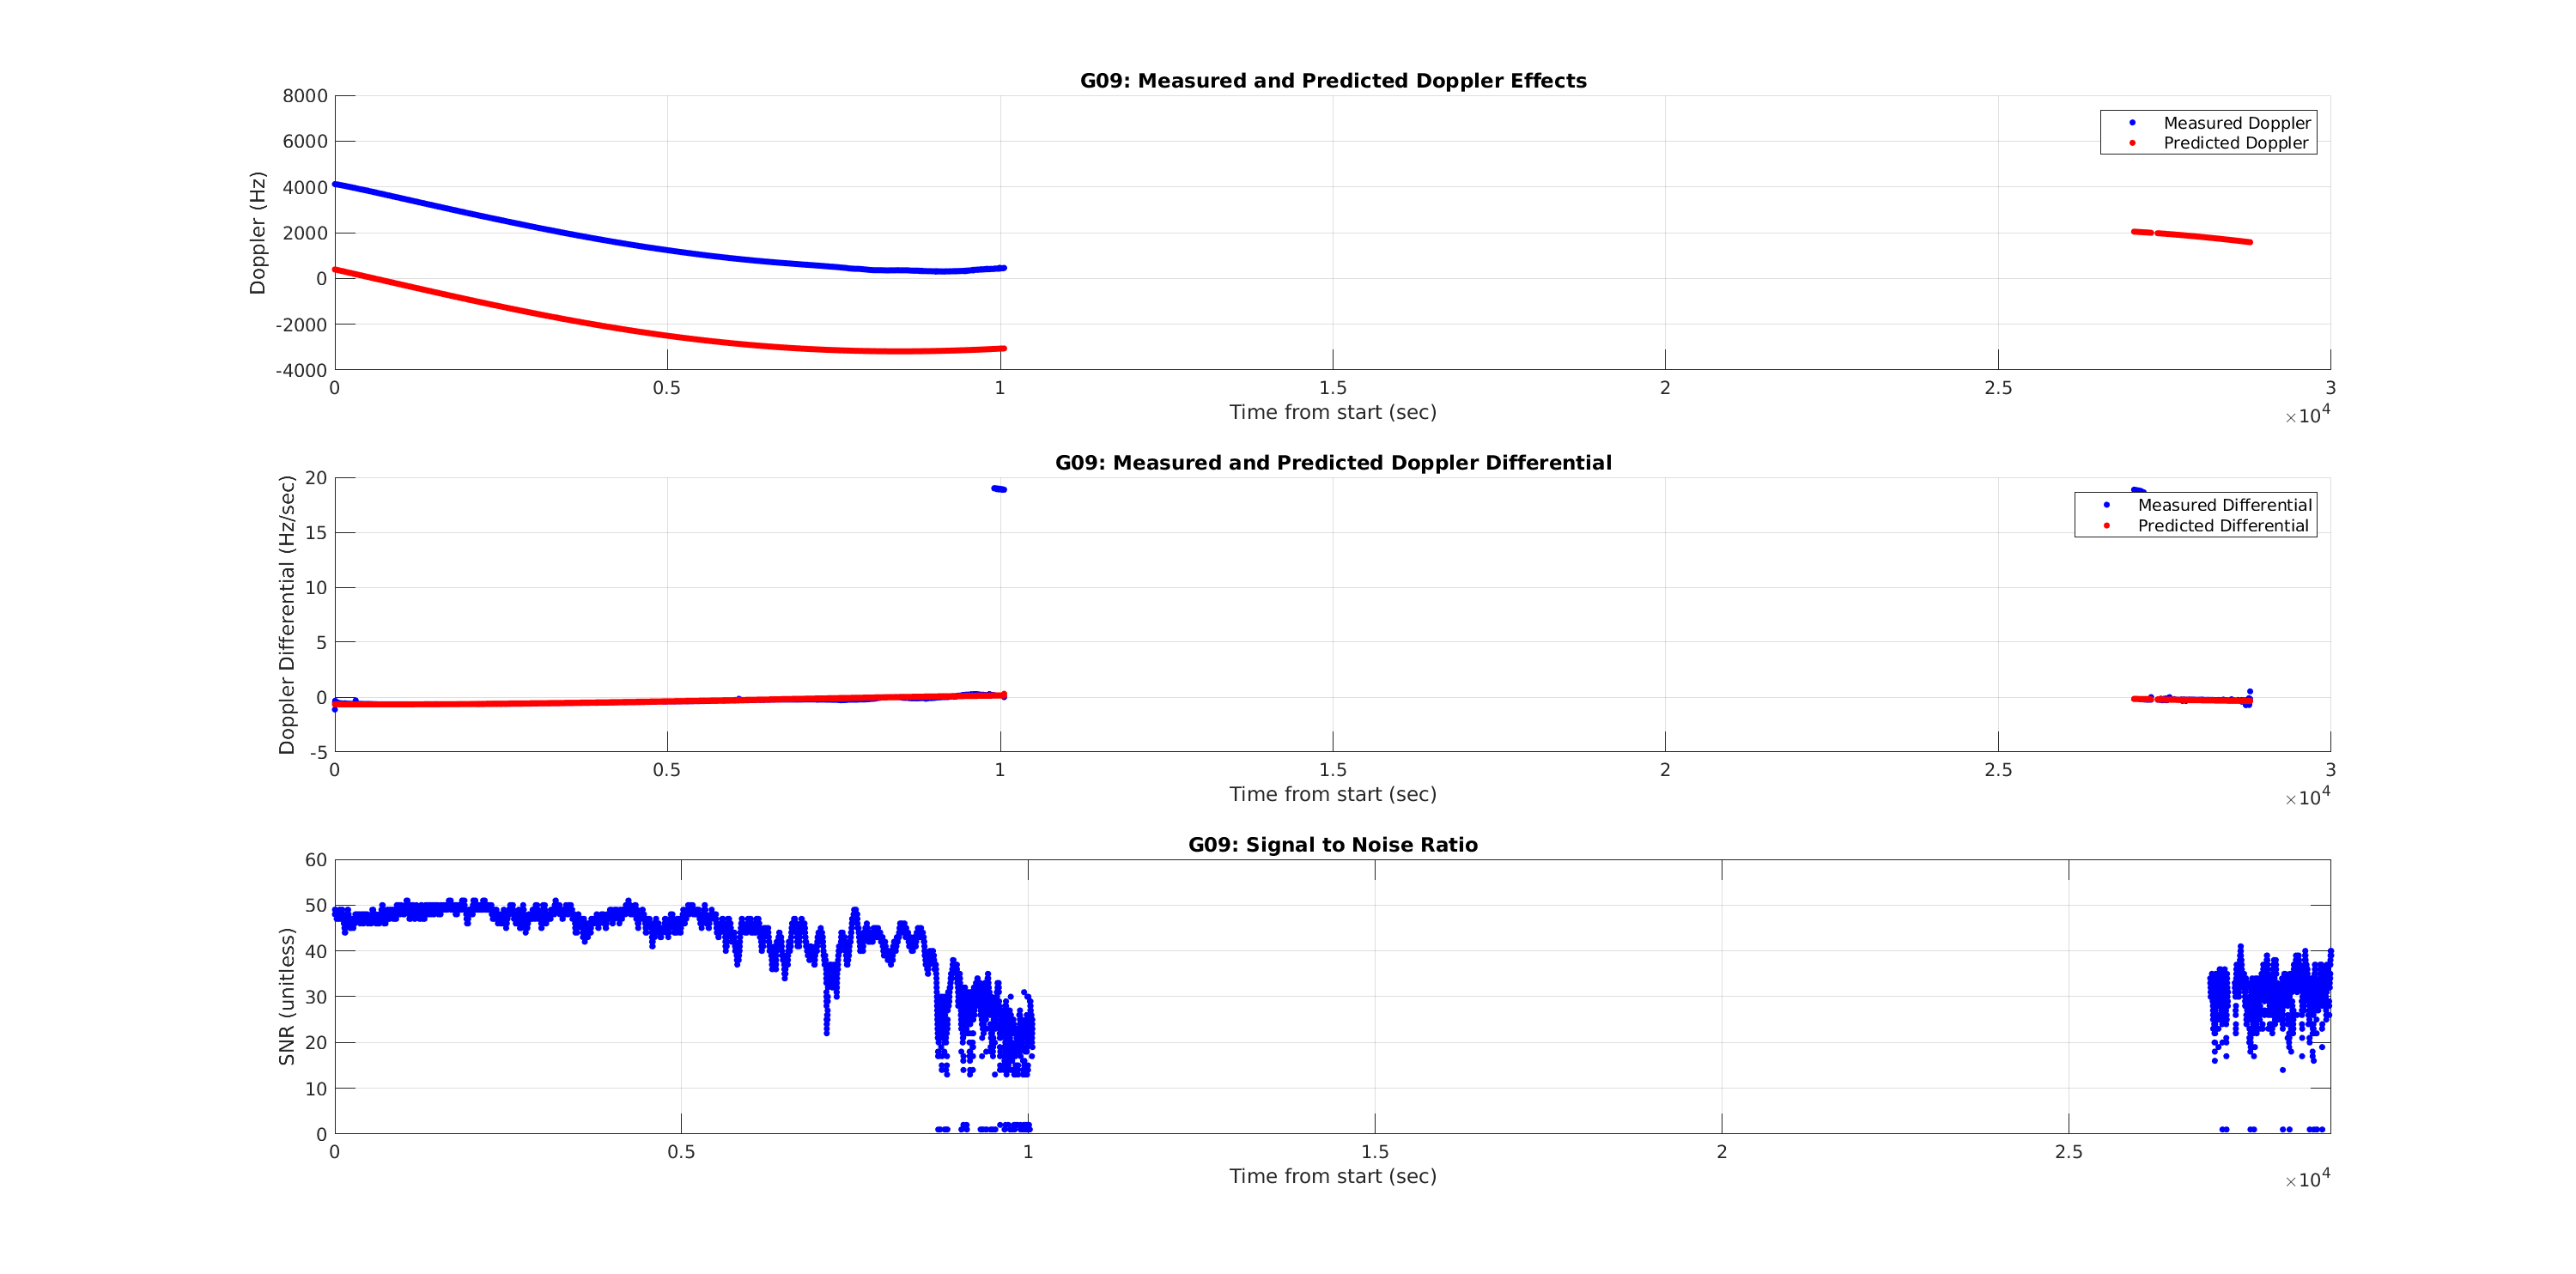 G09: Measured and Predicted Doppler Effects
Doppler (Hz)
8000
6000
4000
2000
0
-2000
-4000
Measured Doppler
Predicted Doppler
0 0.5 1 1.5 2 2.5 3
Time from start (sec)
×10^4
G09: Measured and Predicted Doppler Differential
Doppler Differential (Hz/sec)
20
15
10
5
0
-5
Measured Differential
Predicted Differential
0 0.5 1 1.5 2 2.5 3
Time from start (sec)
×10^4
G09: Signal to Noise Ratio
SNR (unitless)
60
50
40
30
20
10
0
0 0.5 1 1.5 2 2.5
Time from start (sec)
×10^4